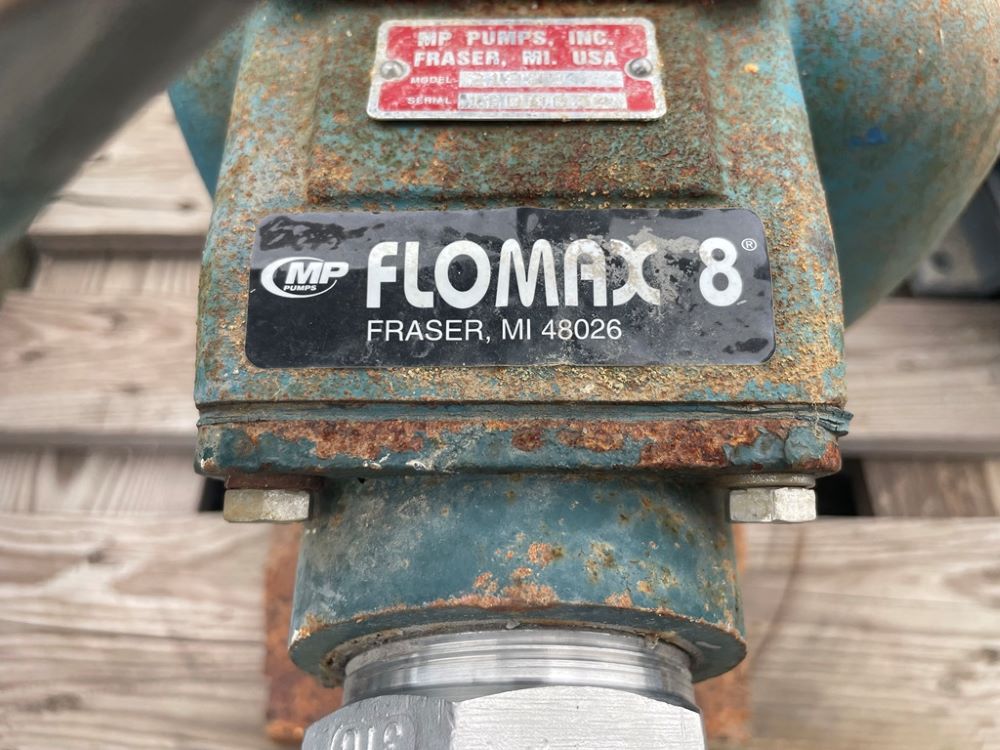 MP PUMPS, INC.
FRASER, MI. USA
MODEL
SERIAL
MP
PUMPS
FLOMAX 8®
FRASER, MI 48026